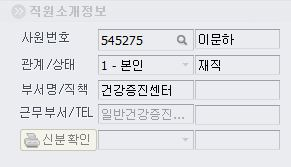 직원소개정보
사원번호 545275 이문하
관계/상태 1 - 본인 재직
부서명/직책 건강증진센터
근무부서/TEL 일반건강증진...
신분확인